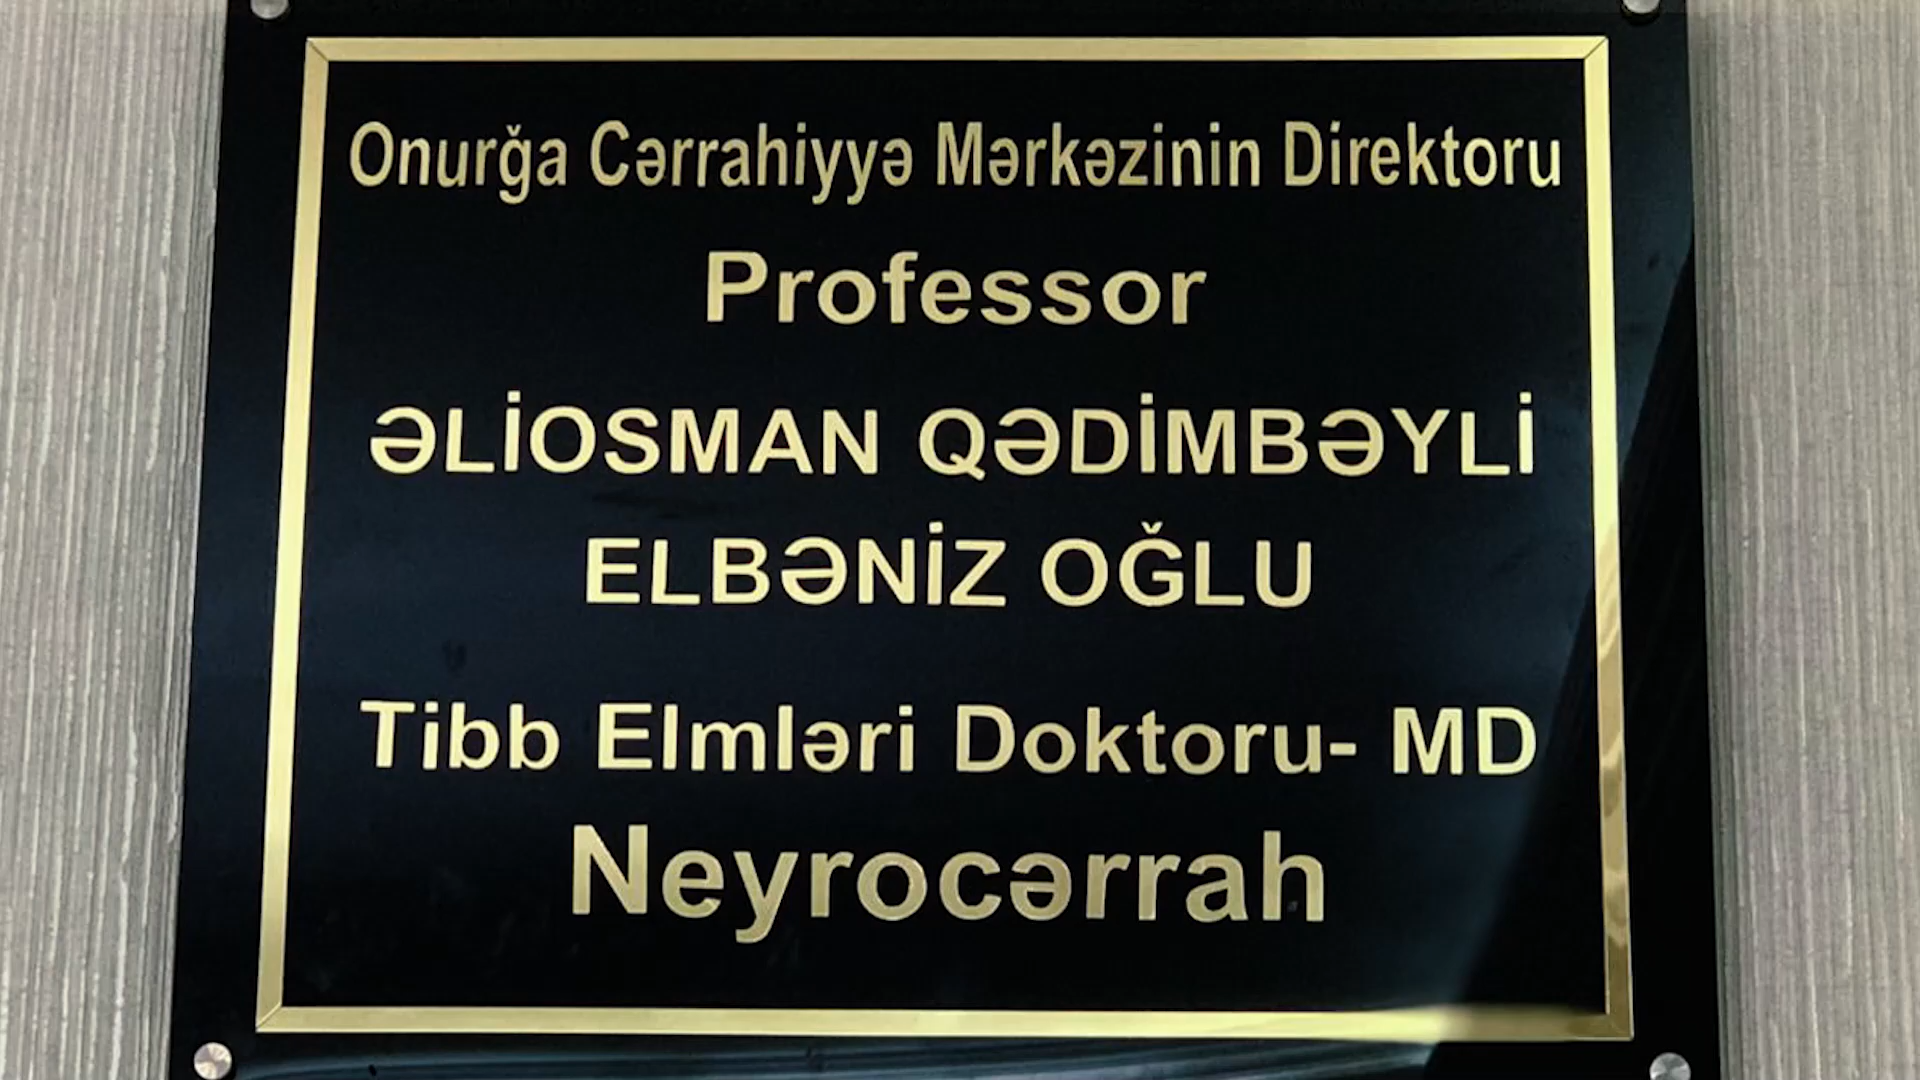 Onurğa Cərrahiyyə Mərkəzinin Direktoru
Professor
ƏLİOSMAN QƏDİMBƏYLİ
ELBƏNİZ OĞLU
Tibb Elmləri Doktoru- MD
Neyrocərrah